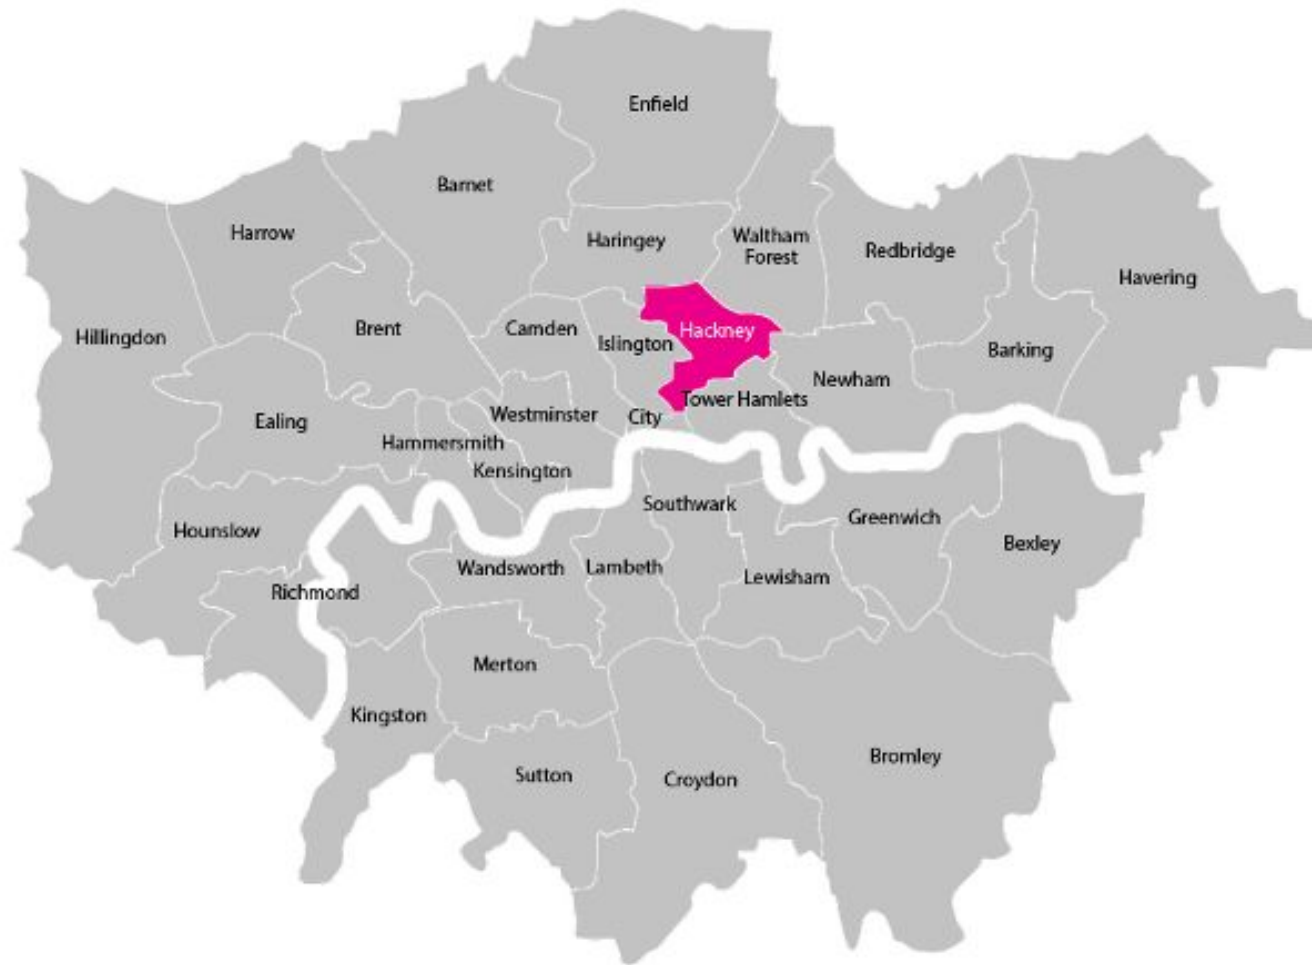 Enfield
Barnet
Harrow
Haringey
Waltham
Forest
Redbridge
Havering
Hillingdon
Brent
Camden
Islington
Hackney
Barking
Newham
Ealing
Westminster
City
Tower Hamlets
Hammersmith
Kensington
Hounslow
Southwark
Greenwich
Bexley
Richmond
Wandsworth
Lambeth
Lewisham
Merton
Kingston
Sutton
Croydon
Bromley